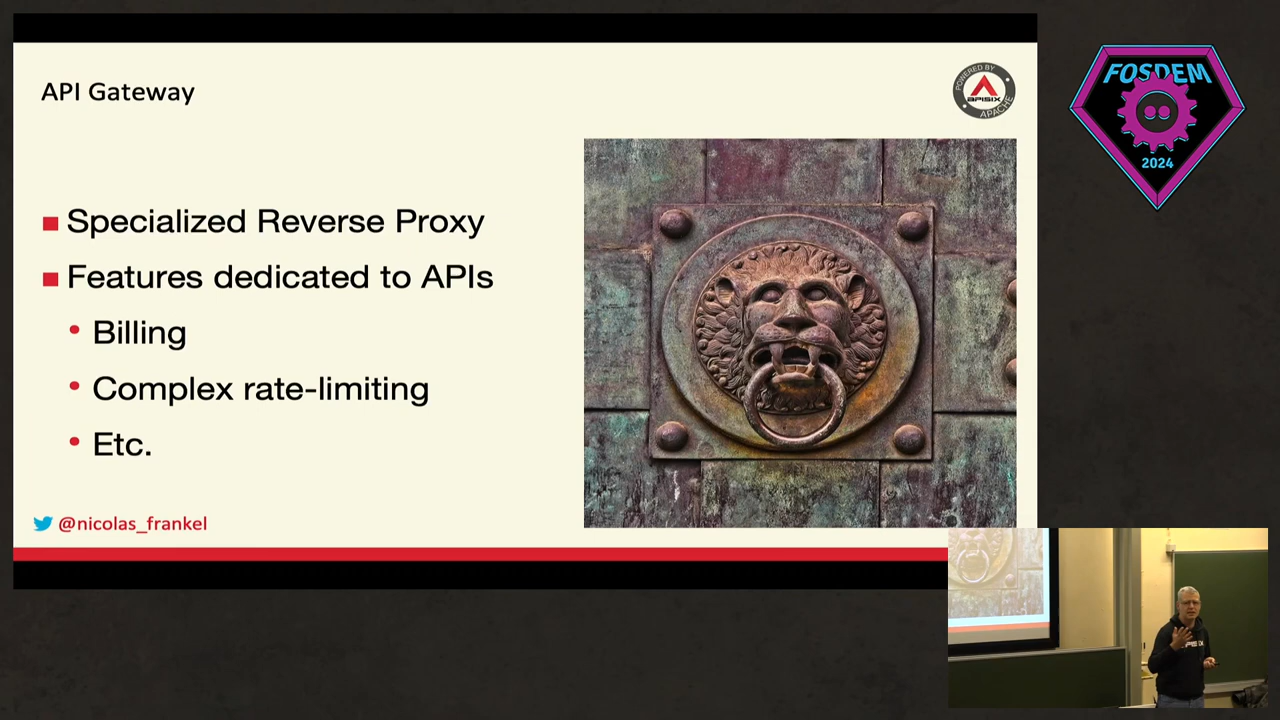 API Gateway
POWERED BY
APISIX
APACHE
FOSDEM
2024
Specialized Reverse Proxy
Features dedicated to APIs
Billing
Complex rate-limiting
Etc.
@nicolas_frankel